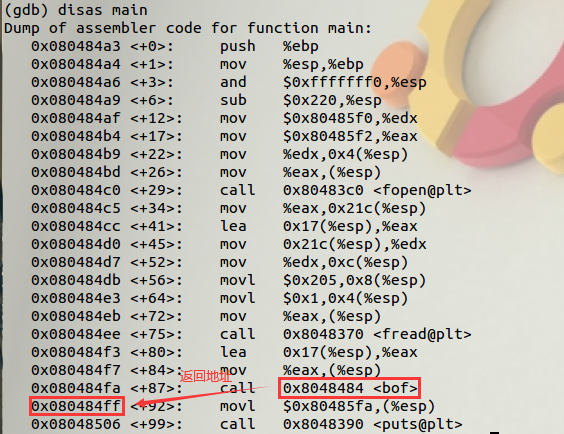 (gdb) disas main
Dump of assembler code for function main:
0x080484a3 <+0>: push %ebp
0x080484a4 <+1>: mov %esp,%ebp
0x080484a6 <+3>: and $0xfffffff0,%esp
0x080484a9 <+6>: sub $0x220,%esp
0x080484af <+12>: mov $0x80485f0,%edx
0x080484b4 <+17>: mov $0x80485f2,%eax
0x080484b9 <+22>: mov %edx,0x4(%esp)
0x080484bd <+26>: mov %eax,(%esp)
0x080484c0 <+29>: call 0x80483c0 <fopen@plt>
0x080484c5 <+34>: mov %eax,0x21c(%esp)
0x080484cc <+41>: lea 0x17(%esp),%eax
0x080484d0 <+45>: mov 0x21c(%esp),%edx
0x080484d7 <+52>: mov %edx,0xc(%esp)
0x080484db <+56>: movl $0x205,0x8(%esp)
0x080484e3 <+64>: movl $0x1,0x4(%esp)
0x080484eb <+72>: mov %eax,(%esp)
0x080484ee <+75>: call 0x8048370 <fread@plt>
0x080484f3 <+80>: lea 0x17(%esp),%eax
0x080484f7 <+84>: mov %eax,(%esp)
返回地址
0x080484fa <+87>: call 0x8048484 <bof>
0x080484ff <+92>: movl $0x80485fa,(%esp)
0x08048506 <+99>: call 0x8048390 <puts@plt>